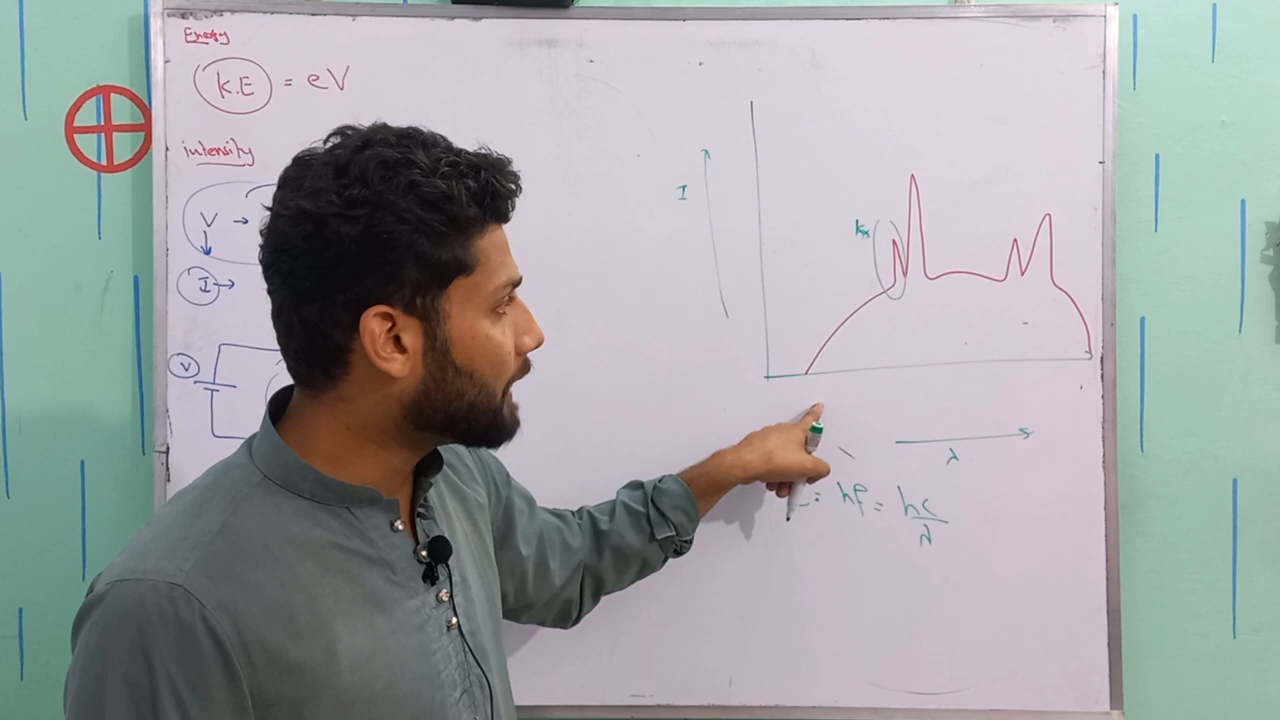 Energy
K.E = eV
intensity
V →
I →
V
I
kα
λ
= hf = hc/λ